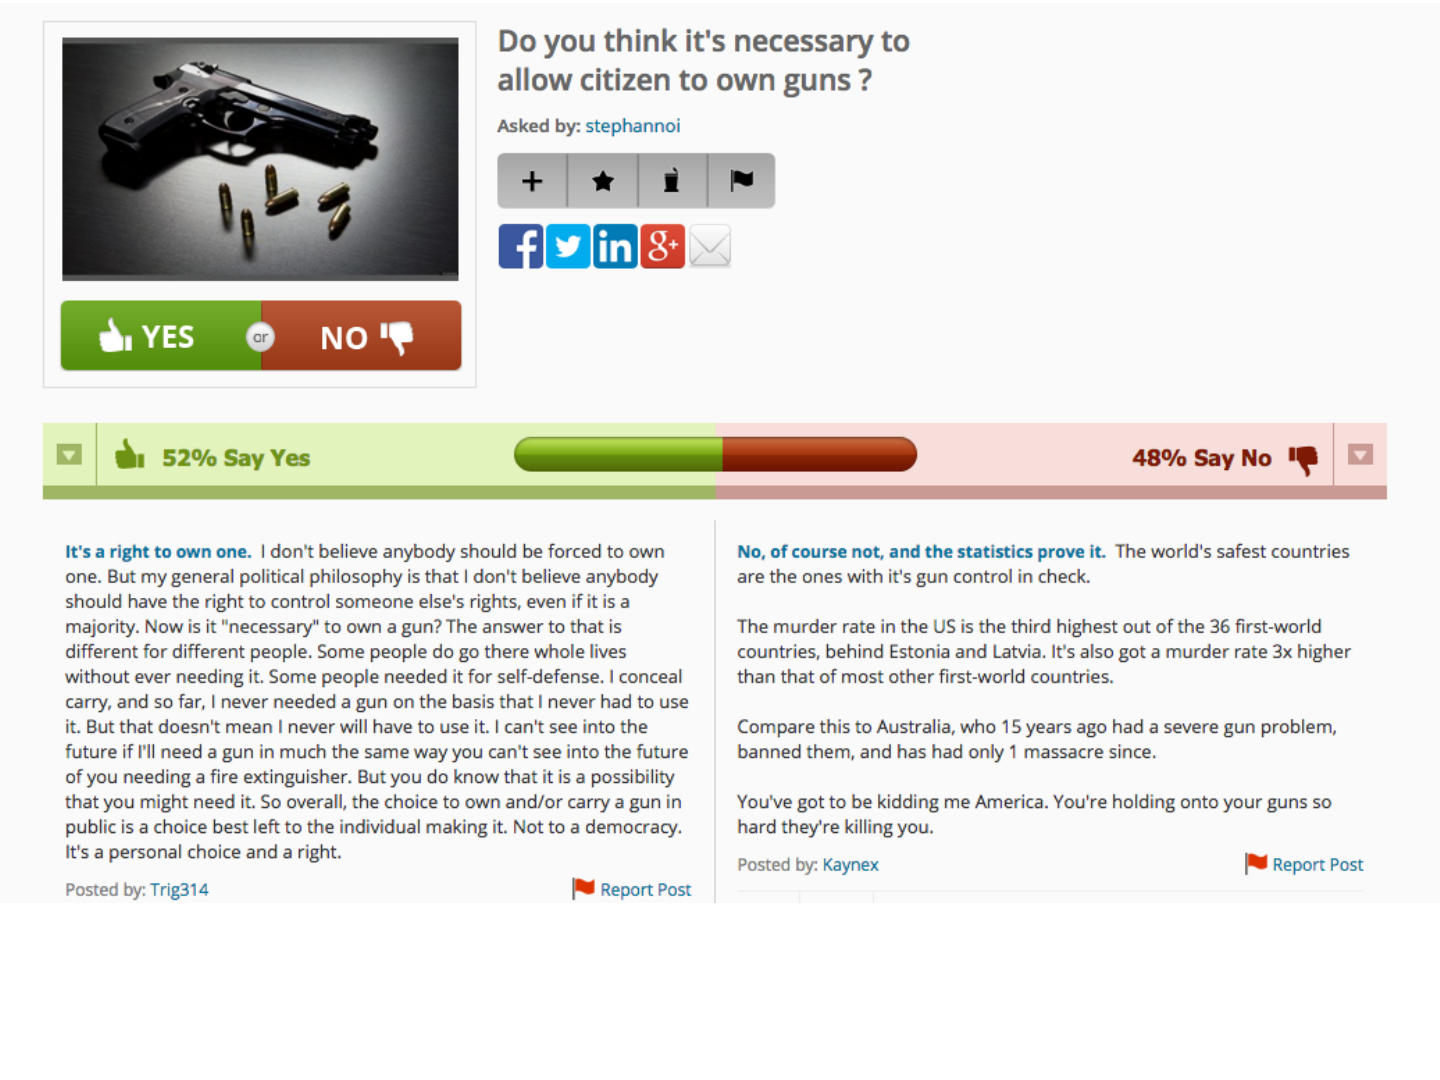 Do you think it's necessary to
allow citizen to own guns ?
Asked by: stephannoi
YES or NO
52% Say Yes
48% Say No
It's a right to own one. I don't believe anybody should be forced to own
one. But my general political philosophy is that I don't believe anybody
should have the right to control someone else's rights, even if it is a
majority. Now is it "necessary" to own a gun? The answer to that is
different for different people. Some people do go there whole lives
without ever needing it. Some people needed it for self-defense. I conceal
carry, and so far, I never needed a gun on the basis that I never had to use
it. But that doesn't mean I never will have to use it. I can't see into the
future if I'll need a gun in much the same way you can't see into the future
of you needing a fire extinguisher. But you do know that it is a possibility
that you might need it. So overall, the choice to own and/or carry a gun in
public is a choice best left to the individual making it. Not to a democracy.
It's a personal choice and a right.
Posted by: Trig314
Report Post
No, of course not, and the statistics prove it. The world's safest countries
are the ones with it's gun control in check.
The murder rate in the US is the third highest out of the 36 first-world
countries, behind Estonia and Latvia. It's also got a murder rate 3x higher
than that of most other first-world countries.
Compare this to Australia, who 15 years ago had a severe gun problem,
banned them, and has had only 1 massacre since.
You've got to be kidding me America. You're holding onto your guns so
hard they're killing you.
Posted by: Kaynex
Report Post